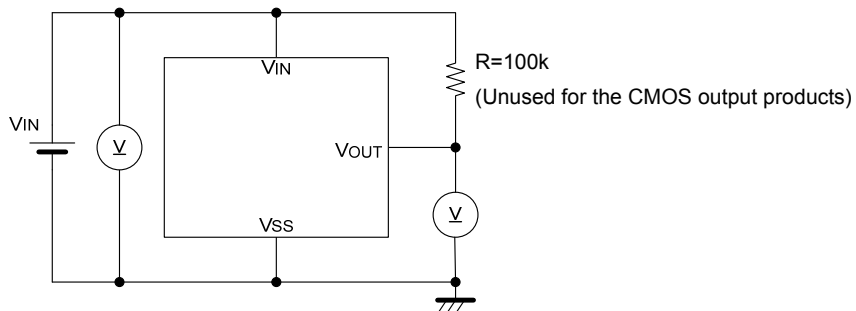 VIN
R=100k
(Unused for the CMOS output products)
VIN
V
VOUT
V
VSS